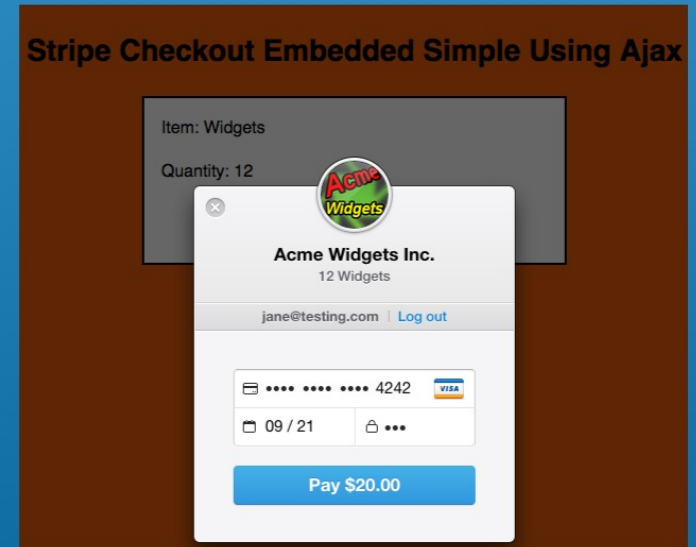 Stripe Checkout Embedded Simple Using Ajax
Item: Widgets
Quantity: 12
Acme
Widgets
Acme Widgets Inc.
12 Widgets
jane@testing.com | Log out
•••• •••• •••• 4242 VISA
09 / 21 •••
Pay $20.00